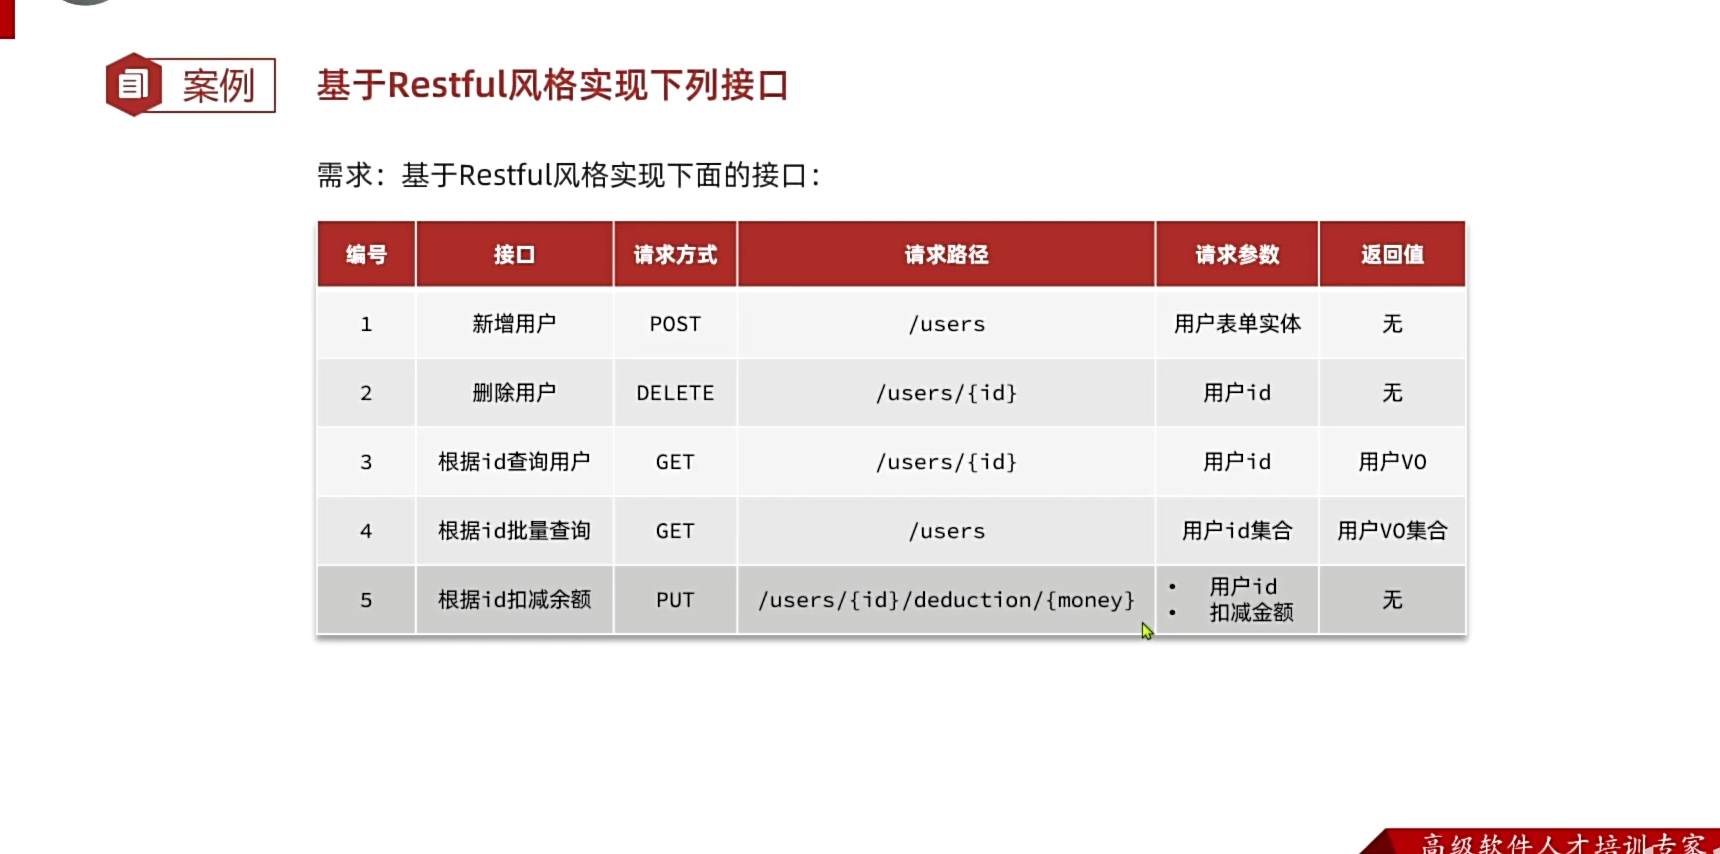 案例
基于Restful风格实现下列接口
需求：基于Restful风格实现下面的接口：
编号 接口 请求方式 请求路径 请求参数 返回值
1 新增用户 POST /users 用户表单实体 无
2 删除用户 DELETE /users/{id} 用户id 无
3 根据id查询用户 GET /users/{id} 用户id 用户VO
4 根据id批量查询 GET /users 用户id集合 用户VO集合
5 根据id扣减余额 PUT /users/{id}/deduction/{money} • 用户id
• 扣减金额 无
高级软件人才培训专家